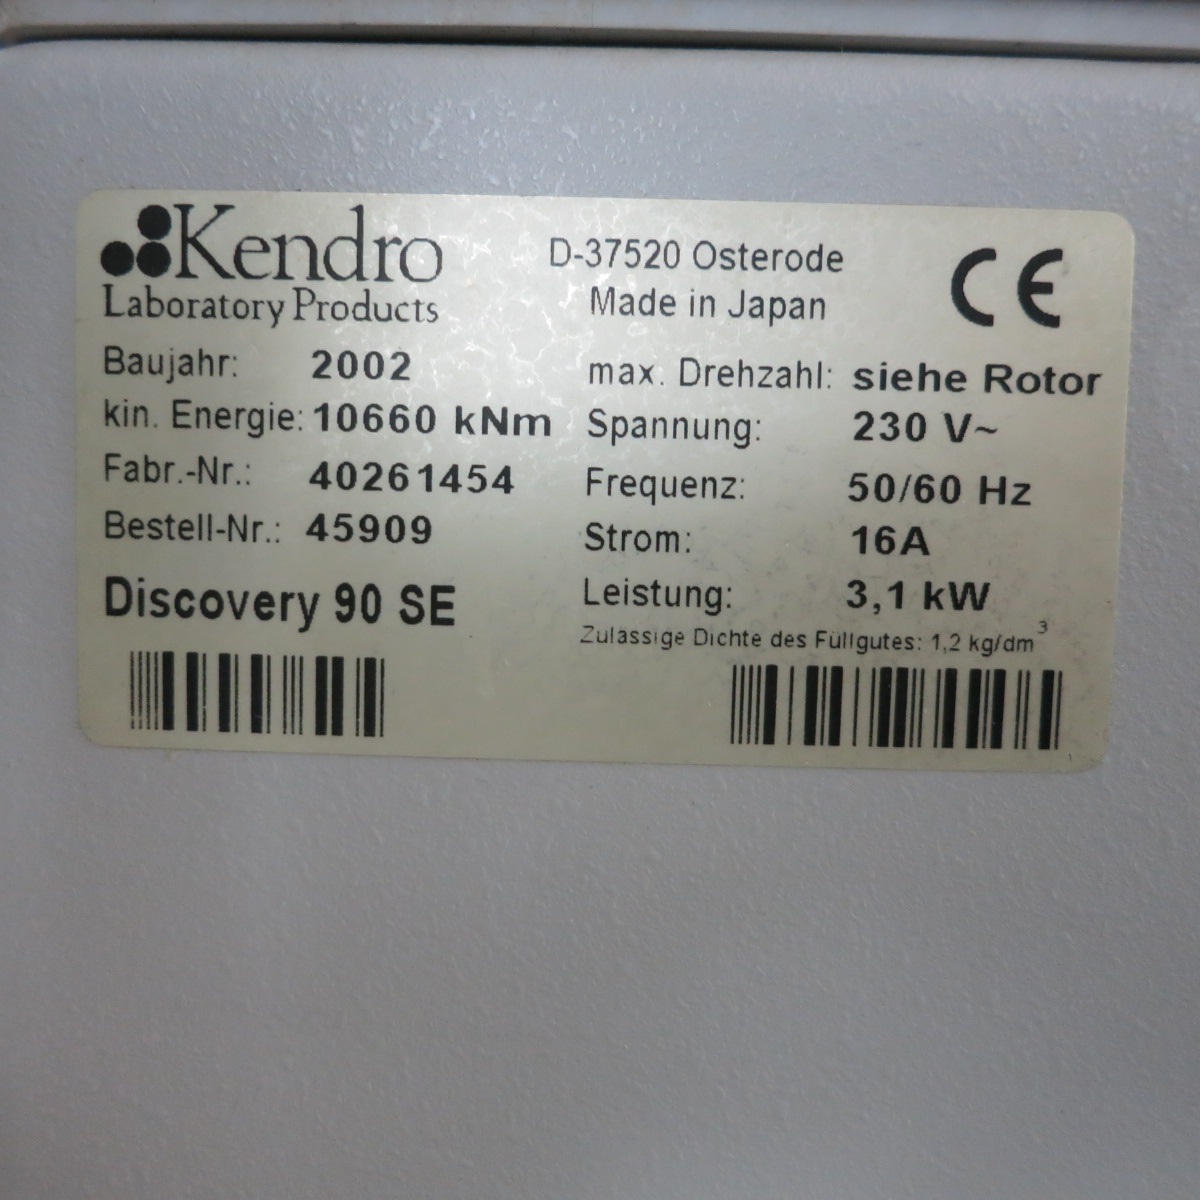 Kendro
Laboratory Products
D-37520 Osterode
Made in Japan
CE
Baujahr: 2002
kin. Energie: 10660 kNm
Fabr.-Nr.: 40261454
Bestell-Nr.: 45909
Discovery 90 SE
max. Drehzahl: siehe Rotor
Spannung: 230 V~
Frequenz: 50/60 Hz
Strom: 16A
Leistung: 3,1 kW
Zulässige Dichte des Füllgutes: 1,2 kg/dm³